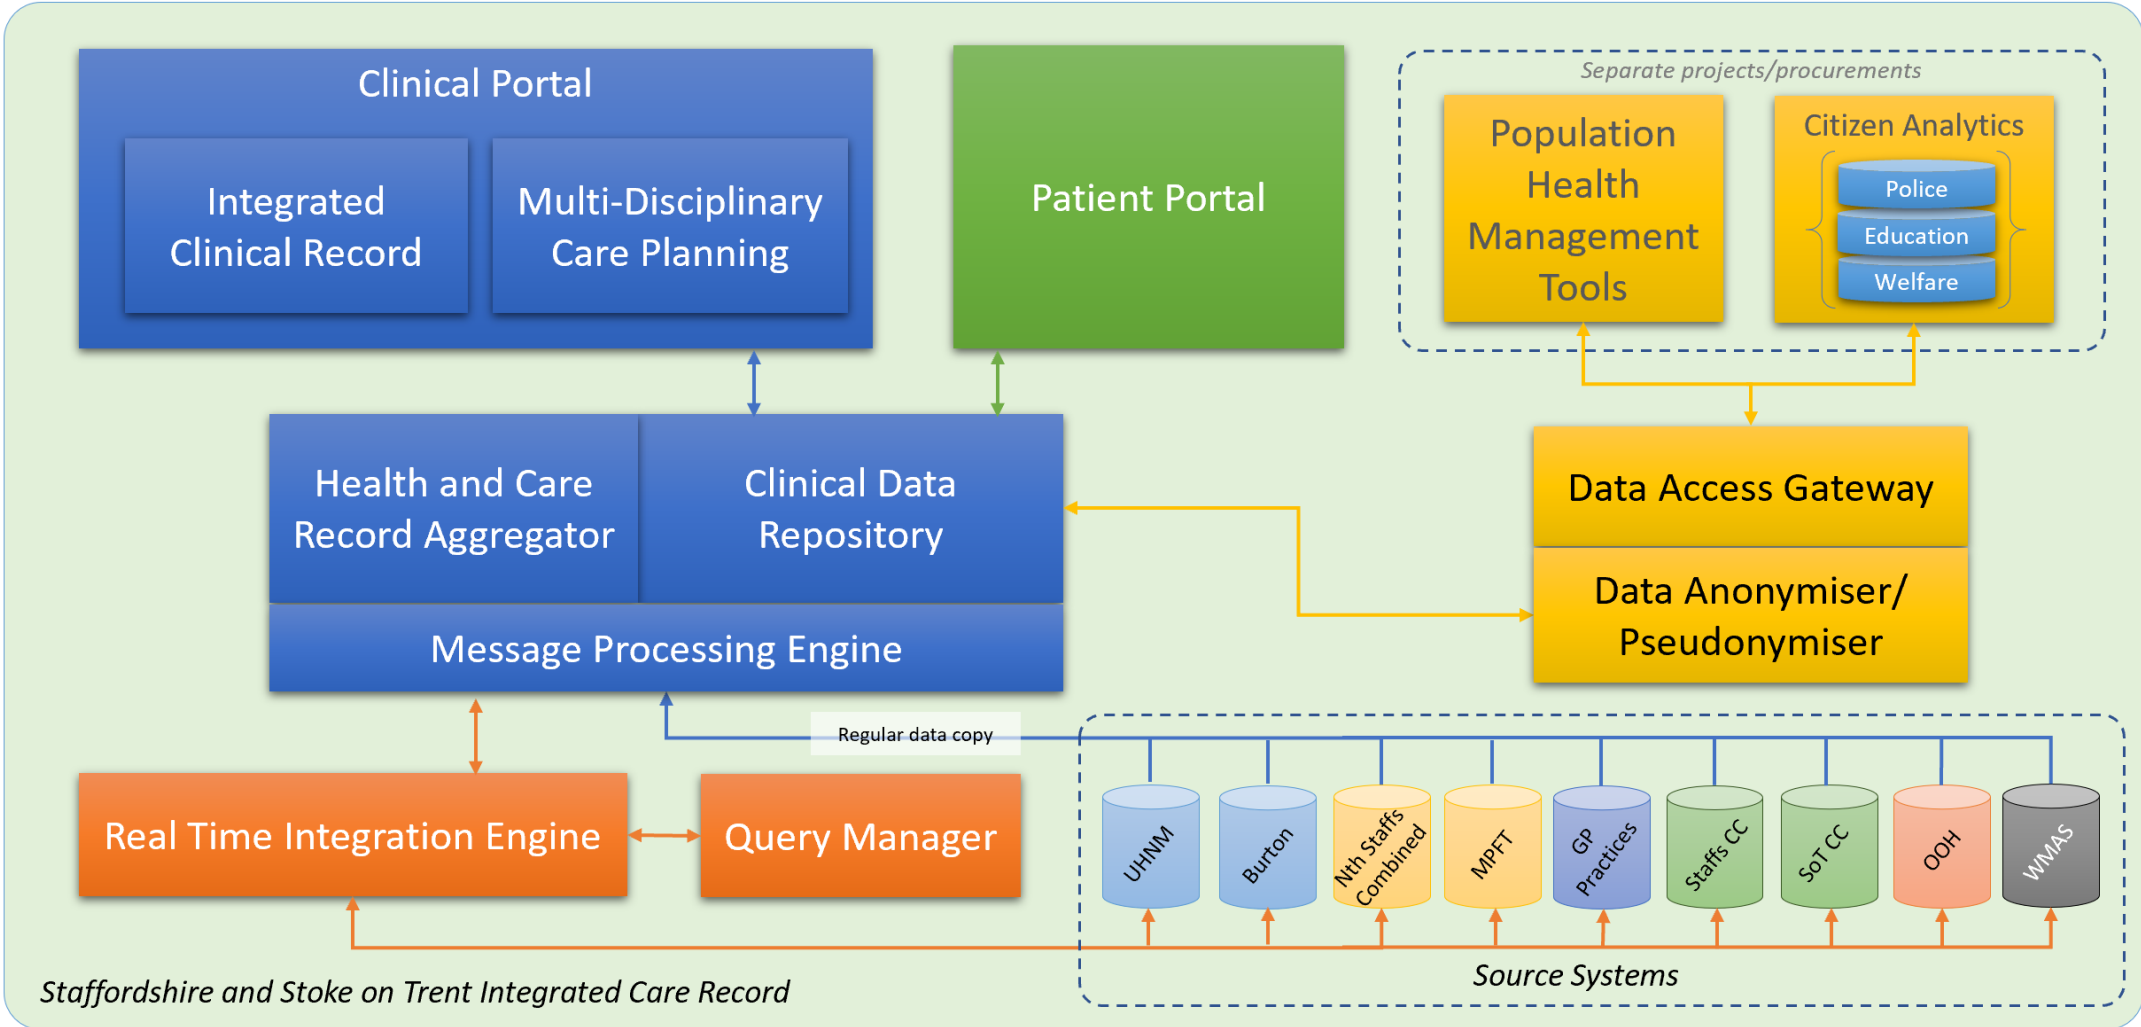 Clinical Portal
Integrated
Clinical Record
Multi-Disciplinary
Care Planning
Patient Portal
Separate projects/procurements
Population
Health
Management
Tools
Citizen Analytics
Police
Education
Welfare
Health and Care
Record Aggregator
Clinical Data
Repository
Message Processing Engine
Data Access Gateway
Data Anonymiser/
Pseudonymiser
Regular data copy
Real Time Integration Engine
Query Manager
UHNM
Burton
Nth Staffs
Combined
MPFT
GP
Practices
Staffs CC
SoT CC
OOH
WMAS
Source Systems
Staffordshire and Stoke on Trent Integrated Care Record